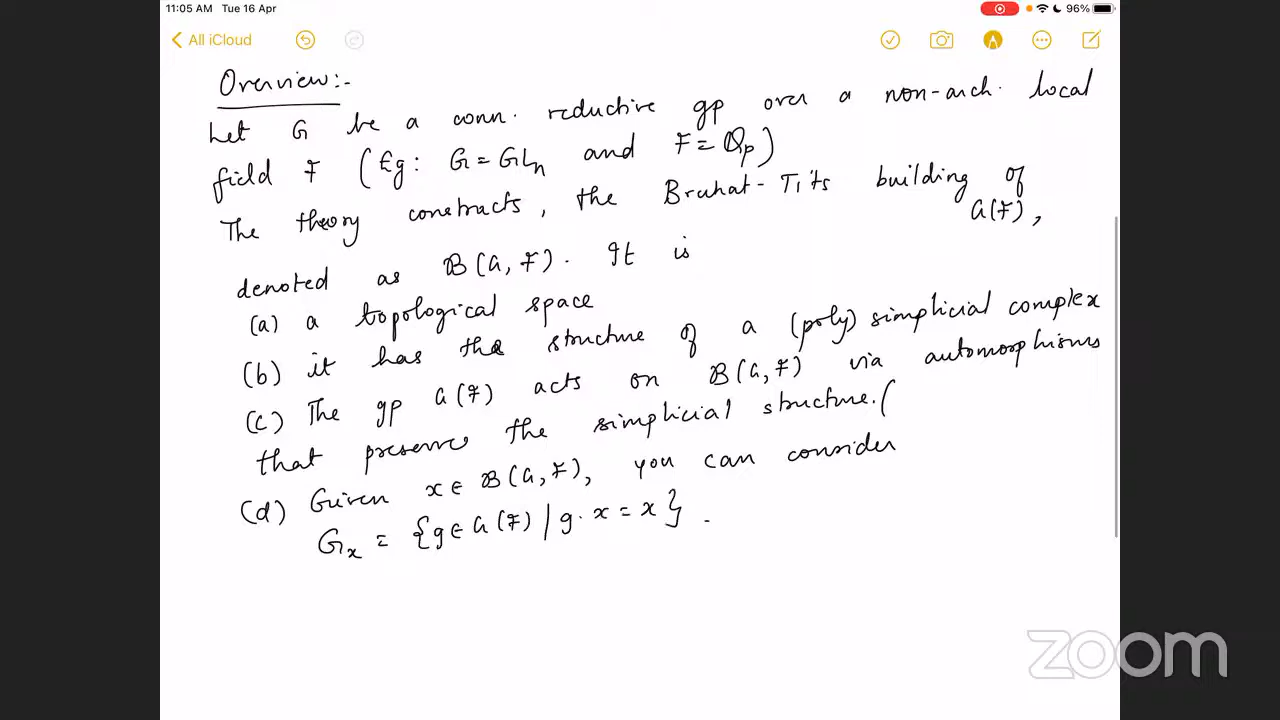 11:05 AM Tue 16 Apr
96%
All iCloud
Overview:-
Let G be a conn. reductive gp over a non-arch. local
field F (Eg: G = GLn and F = ℚp)
The theory constructs, the Bruhat-Tits building of
G(F),
denoted as B(G, F). It is
(a) a topological space
(b) it has the structure of a (poly) simplicial complex
(c) The gp G(F) acts on B(G, F) via automorphisms
that preserve the simplicial structure. (
(d) Given x ∈ B(G, F), you can consider
Gx = {g ∈ G(F) | g · x = x} .
zoom